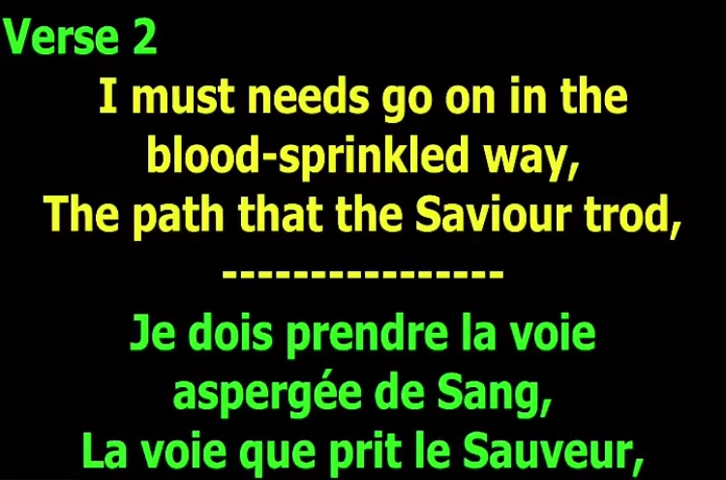 Verse 2
I must needs go on in the
blood-sprinkled way,
The path that the Saviour trod,
----------------
Je dois prendre la voie
aspergée de Sang,
La voie que prit le Sauveur,